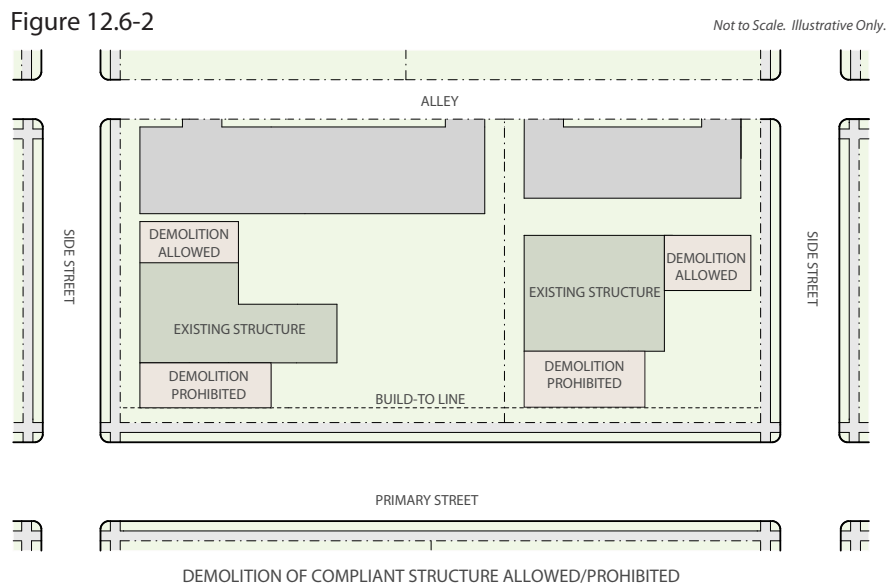 Figure 12.6-2
Not to Scale. Illustrative Only.
ALLEY
SIDE STREET
DEMOLITION
ALLOWED
EXISTING STRUCTURE
DEMOLITION
PROHIBITED
EXISTING STRUCTURE
DEMOLITION
ALLOWED
DEMOLITION
PROHIBITED
SIDE STREET
BUILD-TO LINE
PRIMARY STREET
DEMOLITION OF COMPLIANT STRUCTURE ALLOWED/PROHIBITED